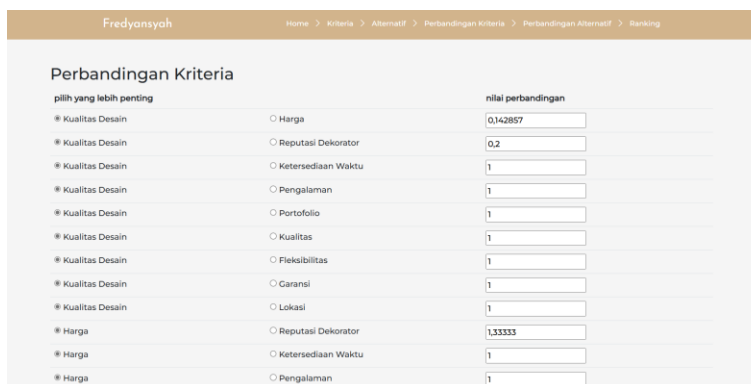 Fredyansyah Home > Kriteria > Alternatif > Perbandingan Kriteria > Perbandingan Alternatif > Ranking
Perbandingan Kriteria
pilih yang lebih penting nilai perbandingan
Kualitas Desain Harga 0,142857
Kualitas Desain Reputasi Dekorator 0,2
Kualitas Desain Ketersediaan Waktu 1
Kualitas Desain Pengalaman 1
Kualitas Desain Portofolio 1
Kualitas Desain Kualitas 1
Kualitas Desain Fleksibilitas 1
Kualitas Desain Garansi 1
Kualitas Desain Lokasi 1
Harga Reputasi Dekorator 1,33333
Harga Ketersediaan Waktu 1
Harga Pengalaman 1